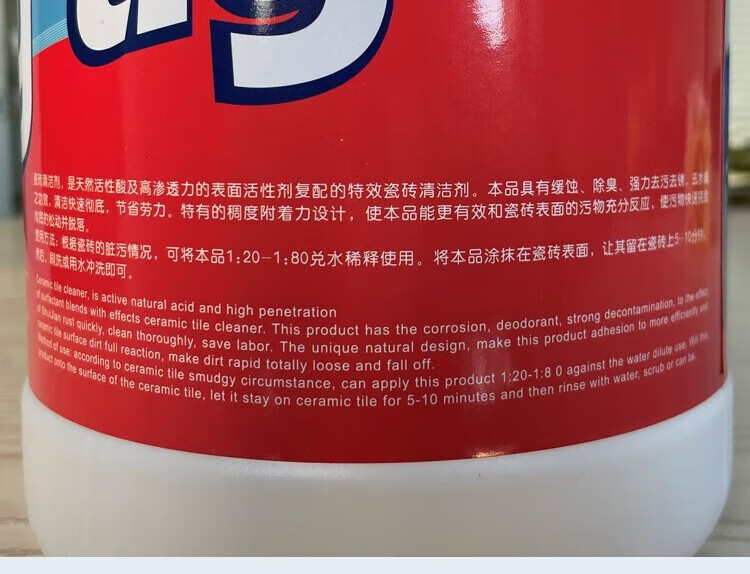 ug
瓷砖清洁剂，是天然活性酸及高渗透力的表面活性剂复配的特效瓷砖清洁剂。本品具有缓蚀、除臭、强力去污去锈，
之功效，清洁快速彻底，节省劳力。特有的稠度附着力设计，使本品能更有效和瓷砖表面的污物充分反应，使污物快速完全
的松动并脱落。
使用方法：根据瓷砖的脏污情况，可将本品1:20-1:80兑水稀释使用。将本品涂抹在瓷砖表面，让其留在瓷砖上5-10分钟，
然后，刷洗或用水冲洗即可。
Ceramic tile cleaner, is active natural acid and high penetration
of surfactant blends with effects ceramic tile cleaner. This product has the corrosion, deodorant, strong decontamination, to the effect
of ShuiJian rust quickly, clean thoroughly, save labor. The unique natural design, make this product adhesion to more efficiently and
ceramic tile surface dirt full reaction, make dirt rapid totally loose and fall off.
Method of use: according to ceramic tile smudgy circumstance, can apply this product 1:20-1:8 0 against the water dilute use. Will this
product onto the surface of the ceramic tile, let it stay on ceramic tile for 5-10 minutes and then rinse with water, scrub or can be.